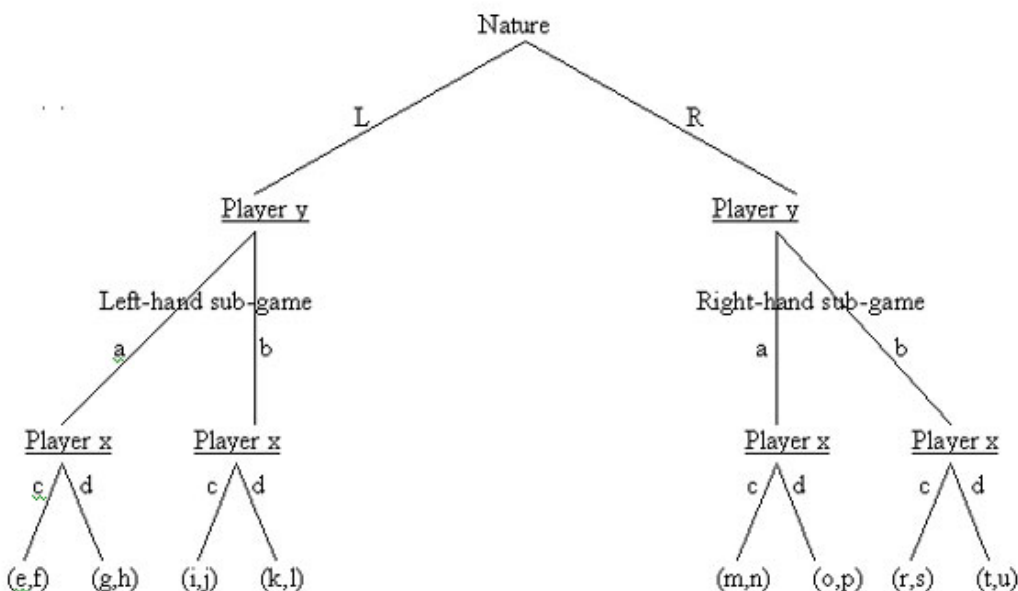 Nature
L R
Player y Player y
Left-hand sub-game Right-hand sub-game
a b a b
Player x Player x Player x Player x
c d c d c d c d
(e,f) (g,h) (i,j) (k,l) (m,n) (o,p) (r,s) (t,u)